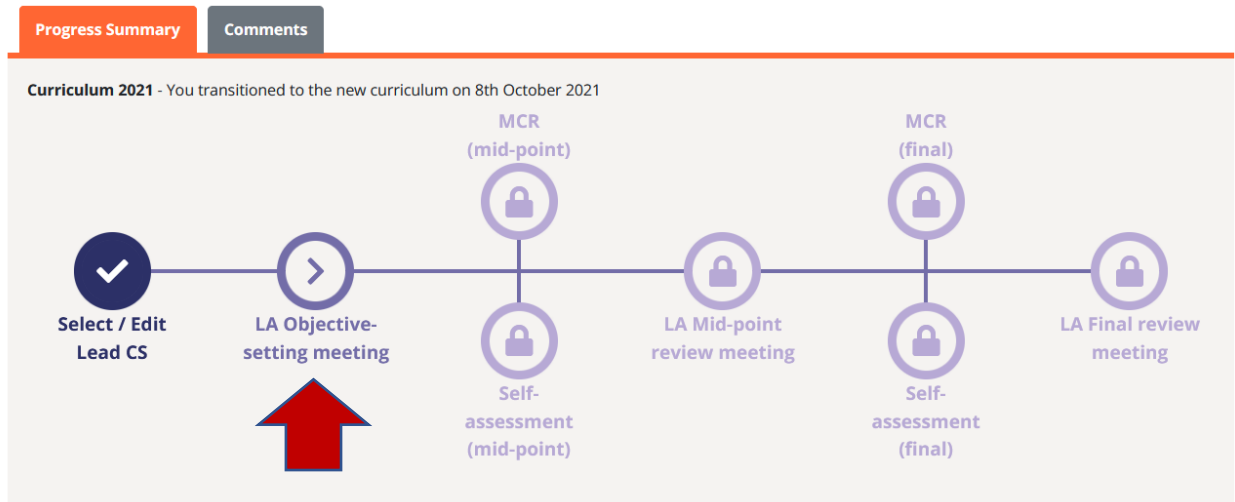 Progress Summary
Comments
Curriculum 2021 - You transitioned to the new curriculum on 8th October 2021
MCR
(mid-point)
MCR
(final)
Select / Edit
Lead CS
LA Objective-
setting meeting
LA Mid-point
review meeting
LA Final review
meeting
Self-
assessment
(mid-point)
Self-
assessment
(final)